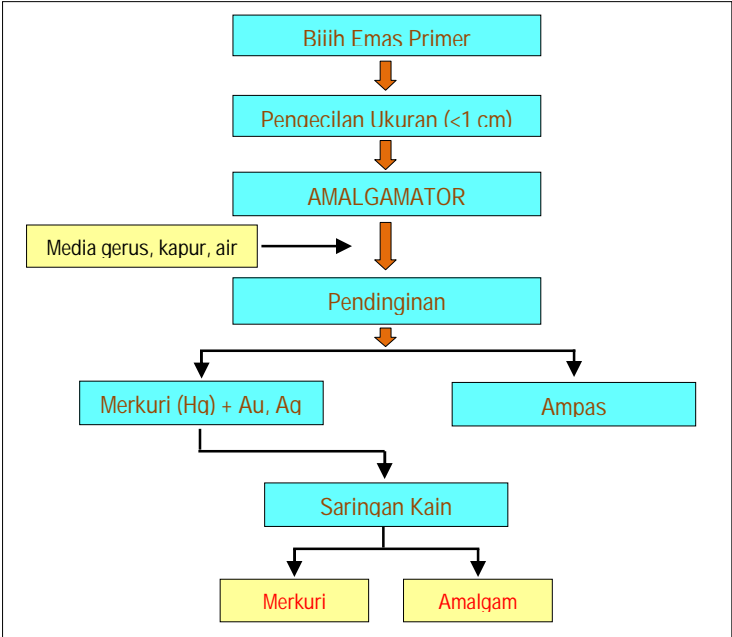 Bijih Emas Primer
Pengecilan Ukuran (<1 cm)
AMALGAMATOR
Media gerus, kapur, air
Pendinginan
Merkuri (Hg) + Au, Ag
Ampas
Saringan Kain
Merkuri
Amalgam